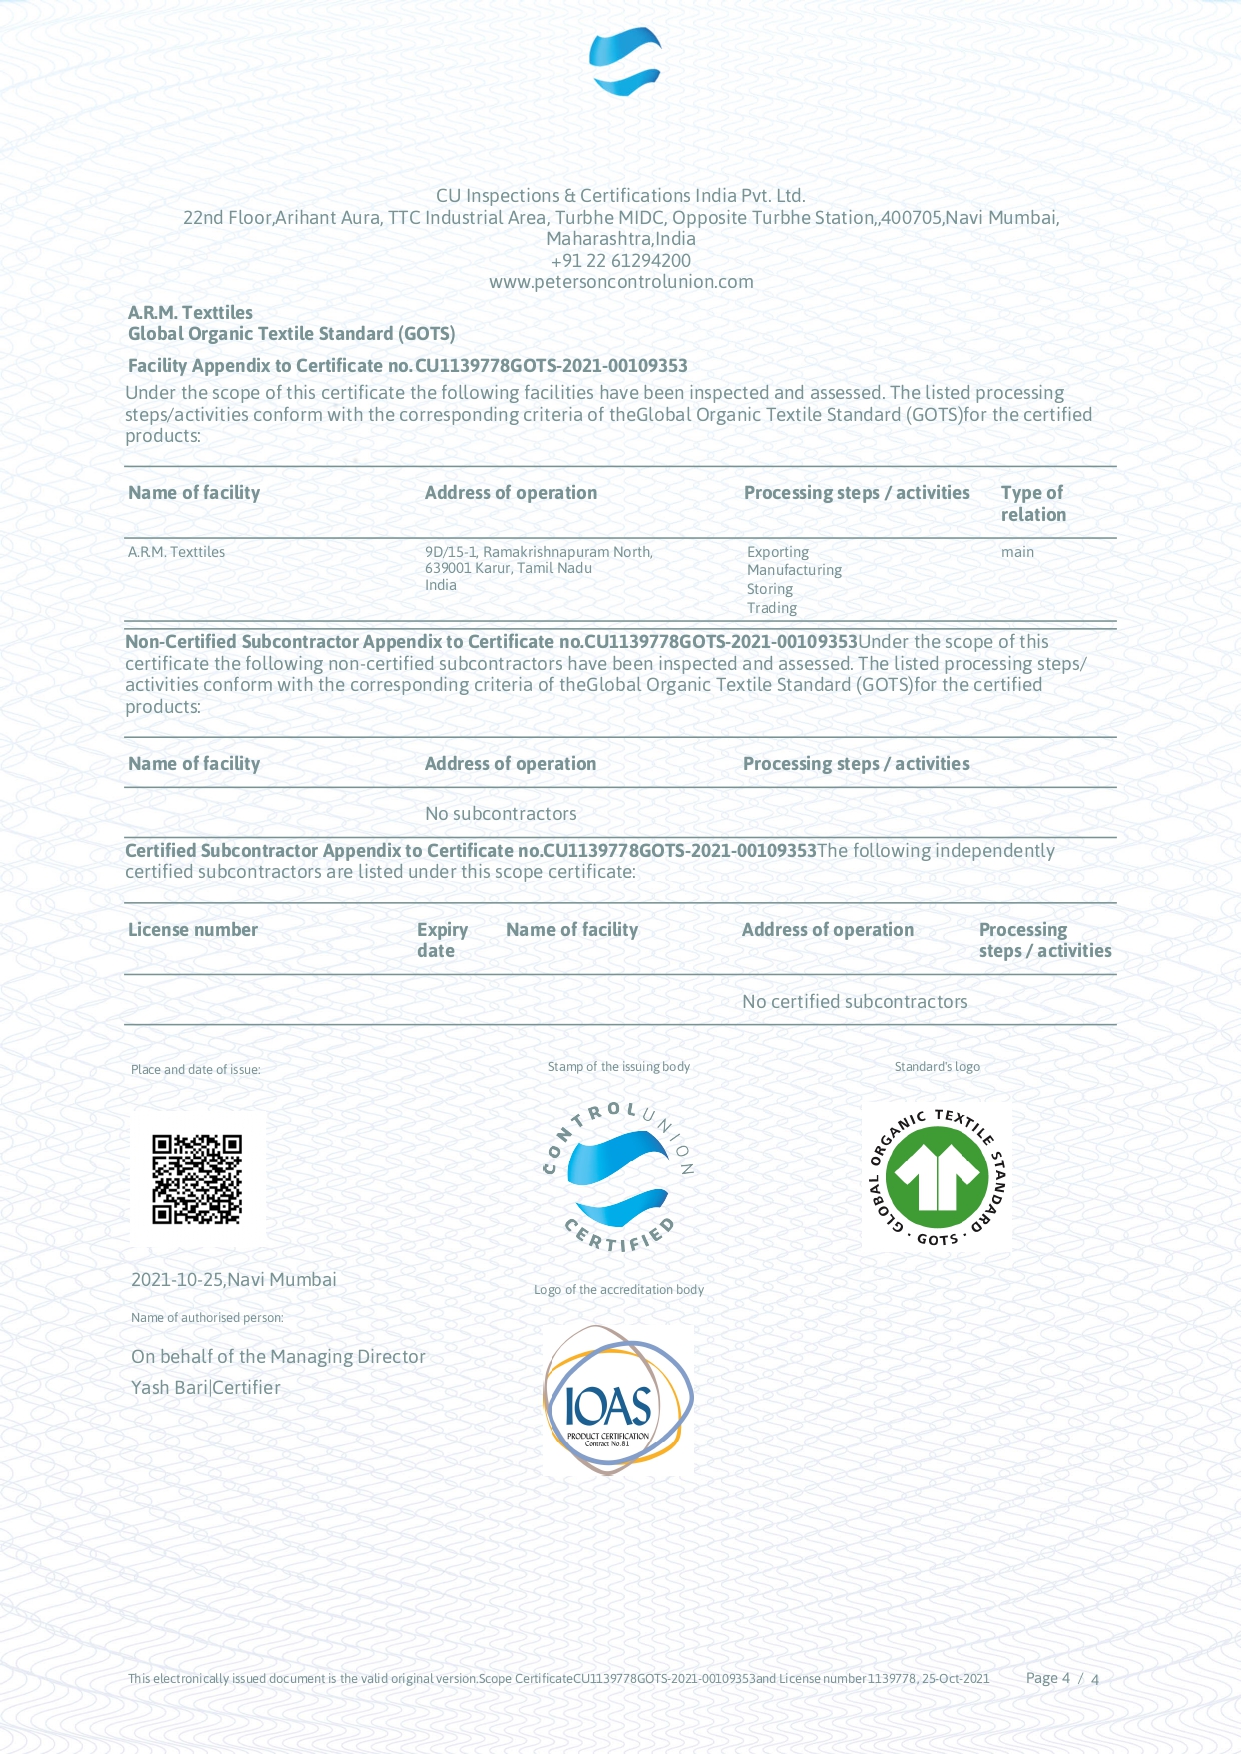 CU Inspections & Certifications India Pvt. Ltd.
22nd Floor,Arihant Aura, TTC Industrial Area, Turbhe MIDC, Opposite Turbhe Station,,400705,Navi Mumbai,
Maharashtra,India
+91 22 61294200
www.petersoncontrolunion.com
A.R.M. Texttiles
Global Organic Textile Standard (GOTS)
Facility Appendix to Certificate no.CU1139778GOTS-2021-00109353
Under the scope of this certificate the following facilities have been inspected and assessed. The listed processing
steps/activities conform with the corresponding criteria of theGlobal Organic Textile Standard (GOTS)for the certified
products:
Name of facility Address of operation Processing steps / activities Type of
relation
A.R.M. Texttiles 9D/15-1, Ramakrishnapuram North, Exporting main
639001 Karur, Tamil Nadu Manufacturing
India Storing
Trading
Non-Certified Subcontractor Appendix to Certificate no.CU1139778GOTS-2021-00109353Under the scope of this
certificate the following non-certified subcontractors have been inspected and assessed. The listed processing steps/
activities conform with the corresponding criteria of theGlobal Organic Textile Standard (GOTS)for the certified
products:
Name of facility Address of operation Processing steps / activities
No subcontractors
Certified Subcontractor Appendix to Certificate no.CU1139778GOTS-2021-00109353The following independently
certified subcontractors are listed under this scope certificate:
License number Expiry Name of facility Address of operation Processing
date steps / activities
No certified subcontractors
Place and date of issue: Stamp of the issuing body Standard's logo
CONTROLUNION
CERTIFIED
GLOBAL ORGANIC TEXTILE STANDARD · GOTS ·
2021-10-25,Navi Mumbai
Logo of the accreditation body
Name of authorised person:
On behalf of the Managing Director
Yash Bari|Certifier
IOAS
PRODUCT CERTIFICATION
Contract No.81
This electronically issued document is the valid original version.Scope CertificateCU1139778GOTS-2021-00109353and License number1139778, 25-Oct-2021 Page 4 / 4